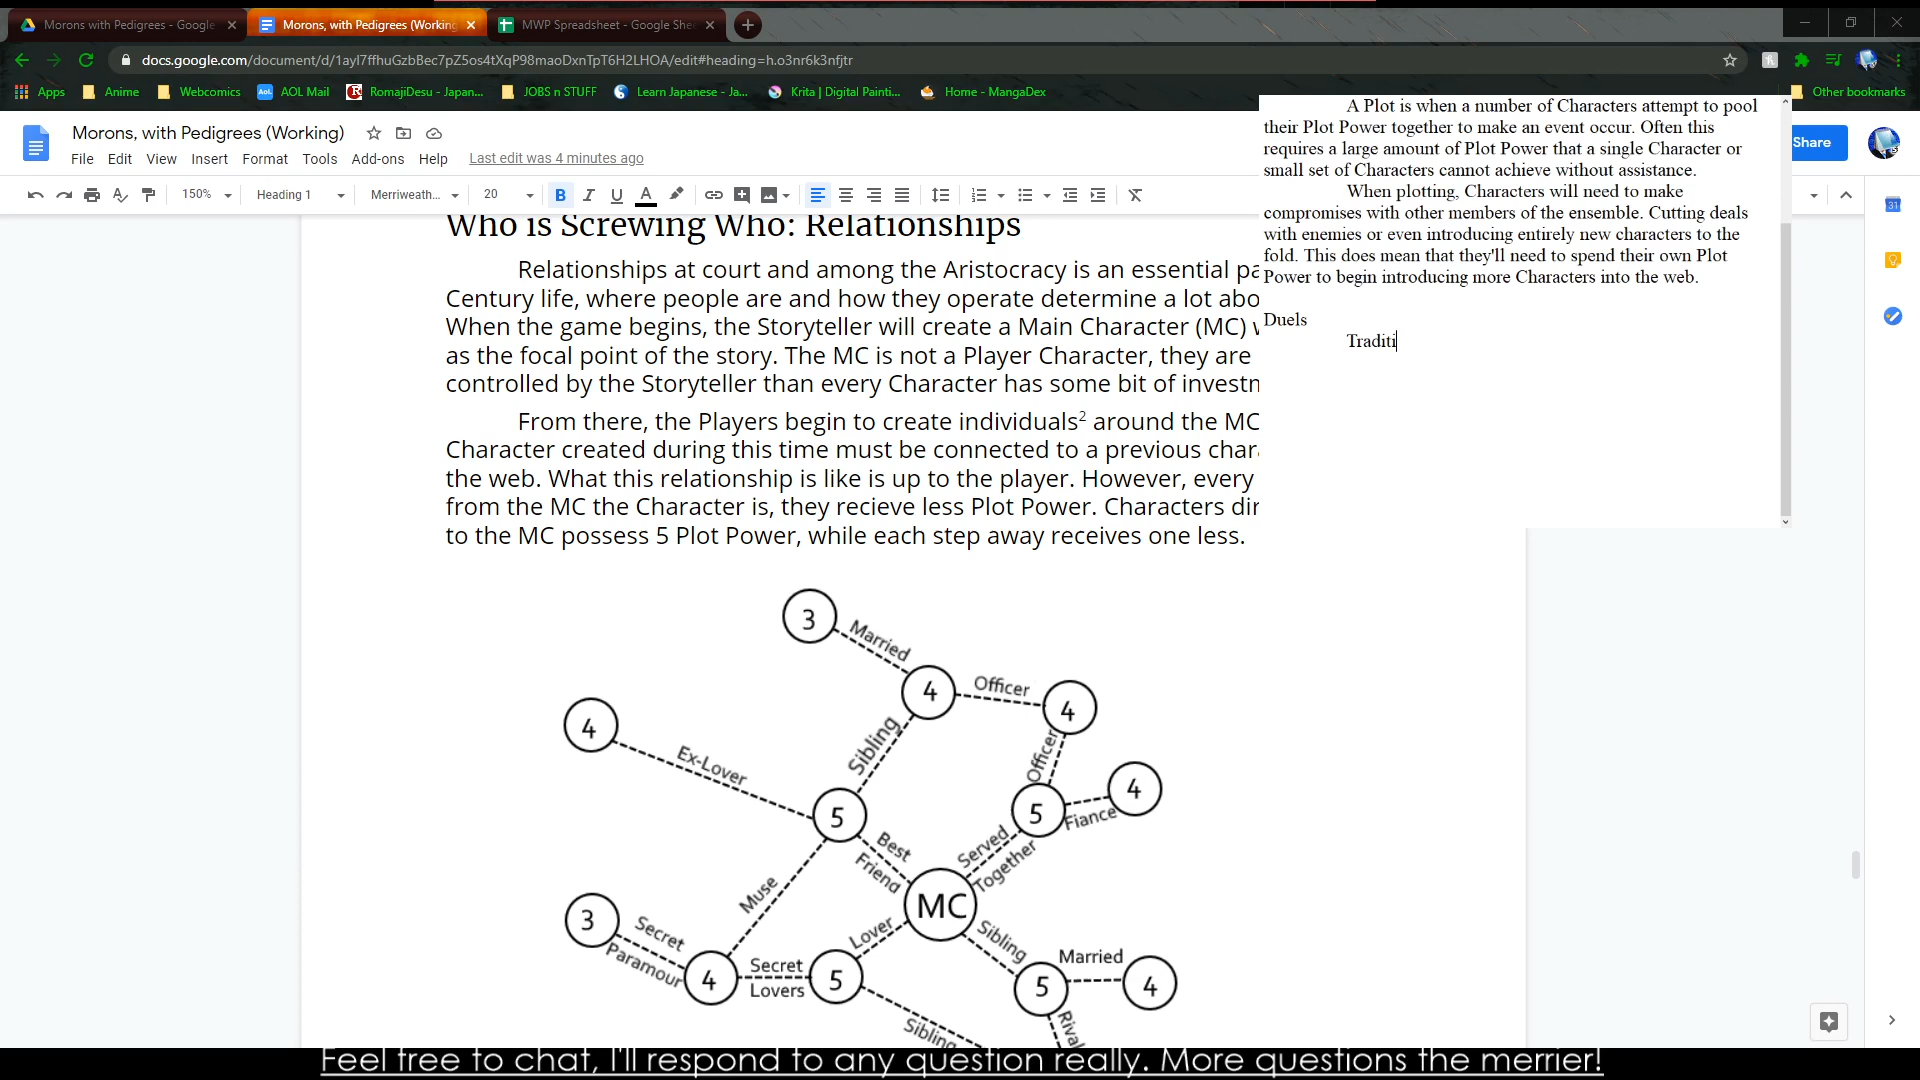 Morons with Pedigrees - Google
Morons, with Pedigrees (Working
MWP Spreadsheet - Google She
docs.google.com/document/d/1ayl7ffhuGzbBec7pZ5os4tXqP98maoDxnTpT6H2LHOA/edit#heading=h.o3nr6k3nfjtr
Apps Anime Webcomics AOL Mail RomajiDesu - Japan... JOBS n STUFF Learn Japanese - Ja... Krita | Digital Painti... Home - MangaDex Other bookmarks
Morons, with Pedigrees (Working)
File Edit View Insert Format Tools Add-ons Help Last edit was 4 minutes ago
Share
150% Heading 1 Merriweath... 20 B I U A
31
Who is Screwing Who: Relationships
Relationships at court and among the Aristocracy is an essential pa
Century life, where people are and how they operate determine a lot abo
When the game begins, the Storyteller will create a Main Character (MC) w
as the focal point of the story. The MC is not a Player Character, they are
controlled by the Storyteller than every Character has some bit of investm
From there, the Players begin to create individuals² around the MC
Character created during this time must be connected to a previous char
the web. What this relationship is like is up to the player. However, every
from the MC the Character is, they recieve less Plot Power. Characters dir
to the MC possess 5 Plot Power, while each step away receives one less.
A Plot is when a number of Characters attempt to pool
their Plot Power together to make an event occur. Often this
requires a large amount of Plot Power that a single Character or
small set of Characters cannot achieve without assistance.
When plotting, Characters will need to make
compromises with other members of the ensemble. Cutting deals
with enemies or even introducing entirely new characters to the
fold. This does mean that they'll need to spend their own Plot
Power to begin introducing more Characters into the web.
Duels
Traditi
3
Married
4
Officer
4
4
Ex-Lover
Sibling
Officer
5
5
4
Fiance
Best
Friend
Served
Together
MC
Muse
3
Secret
Paramour
4
Secret
Lovers
5
Lover
Sibling
5
Married
4
Sibling
Rival
Feel free to chat, I'll respond to any question really. More questions the merrier!